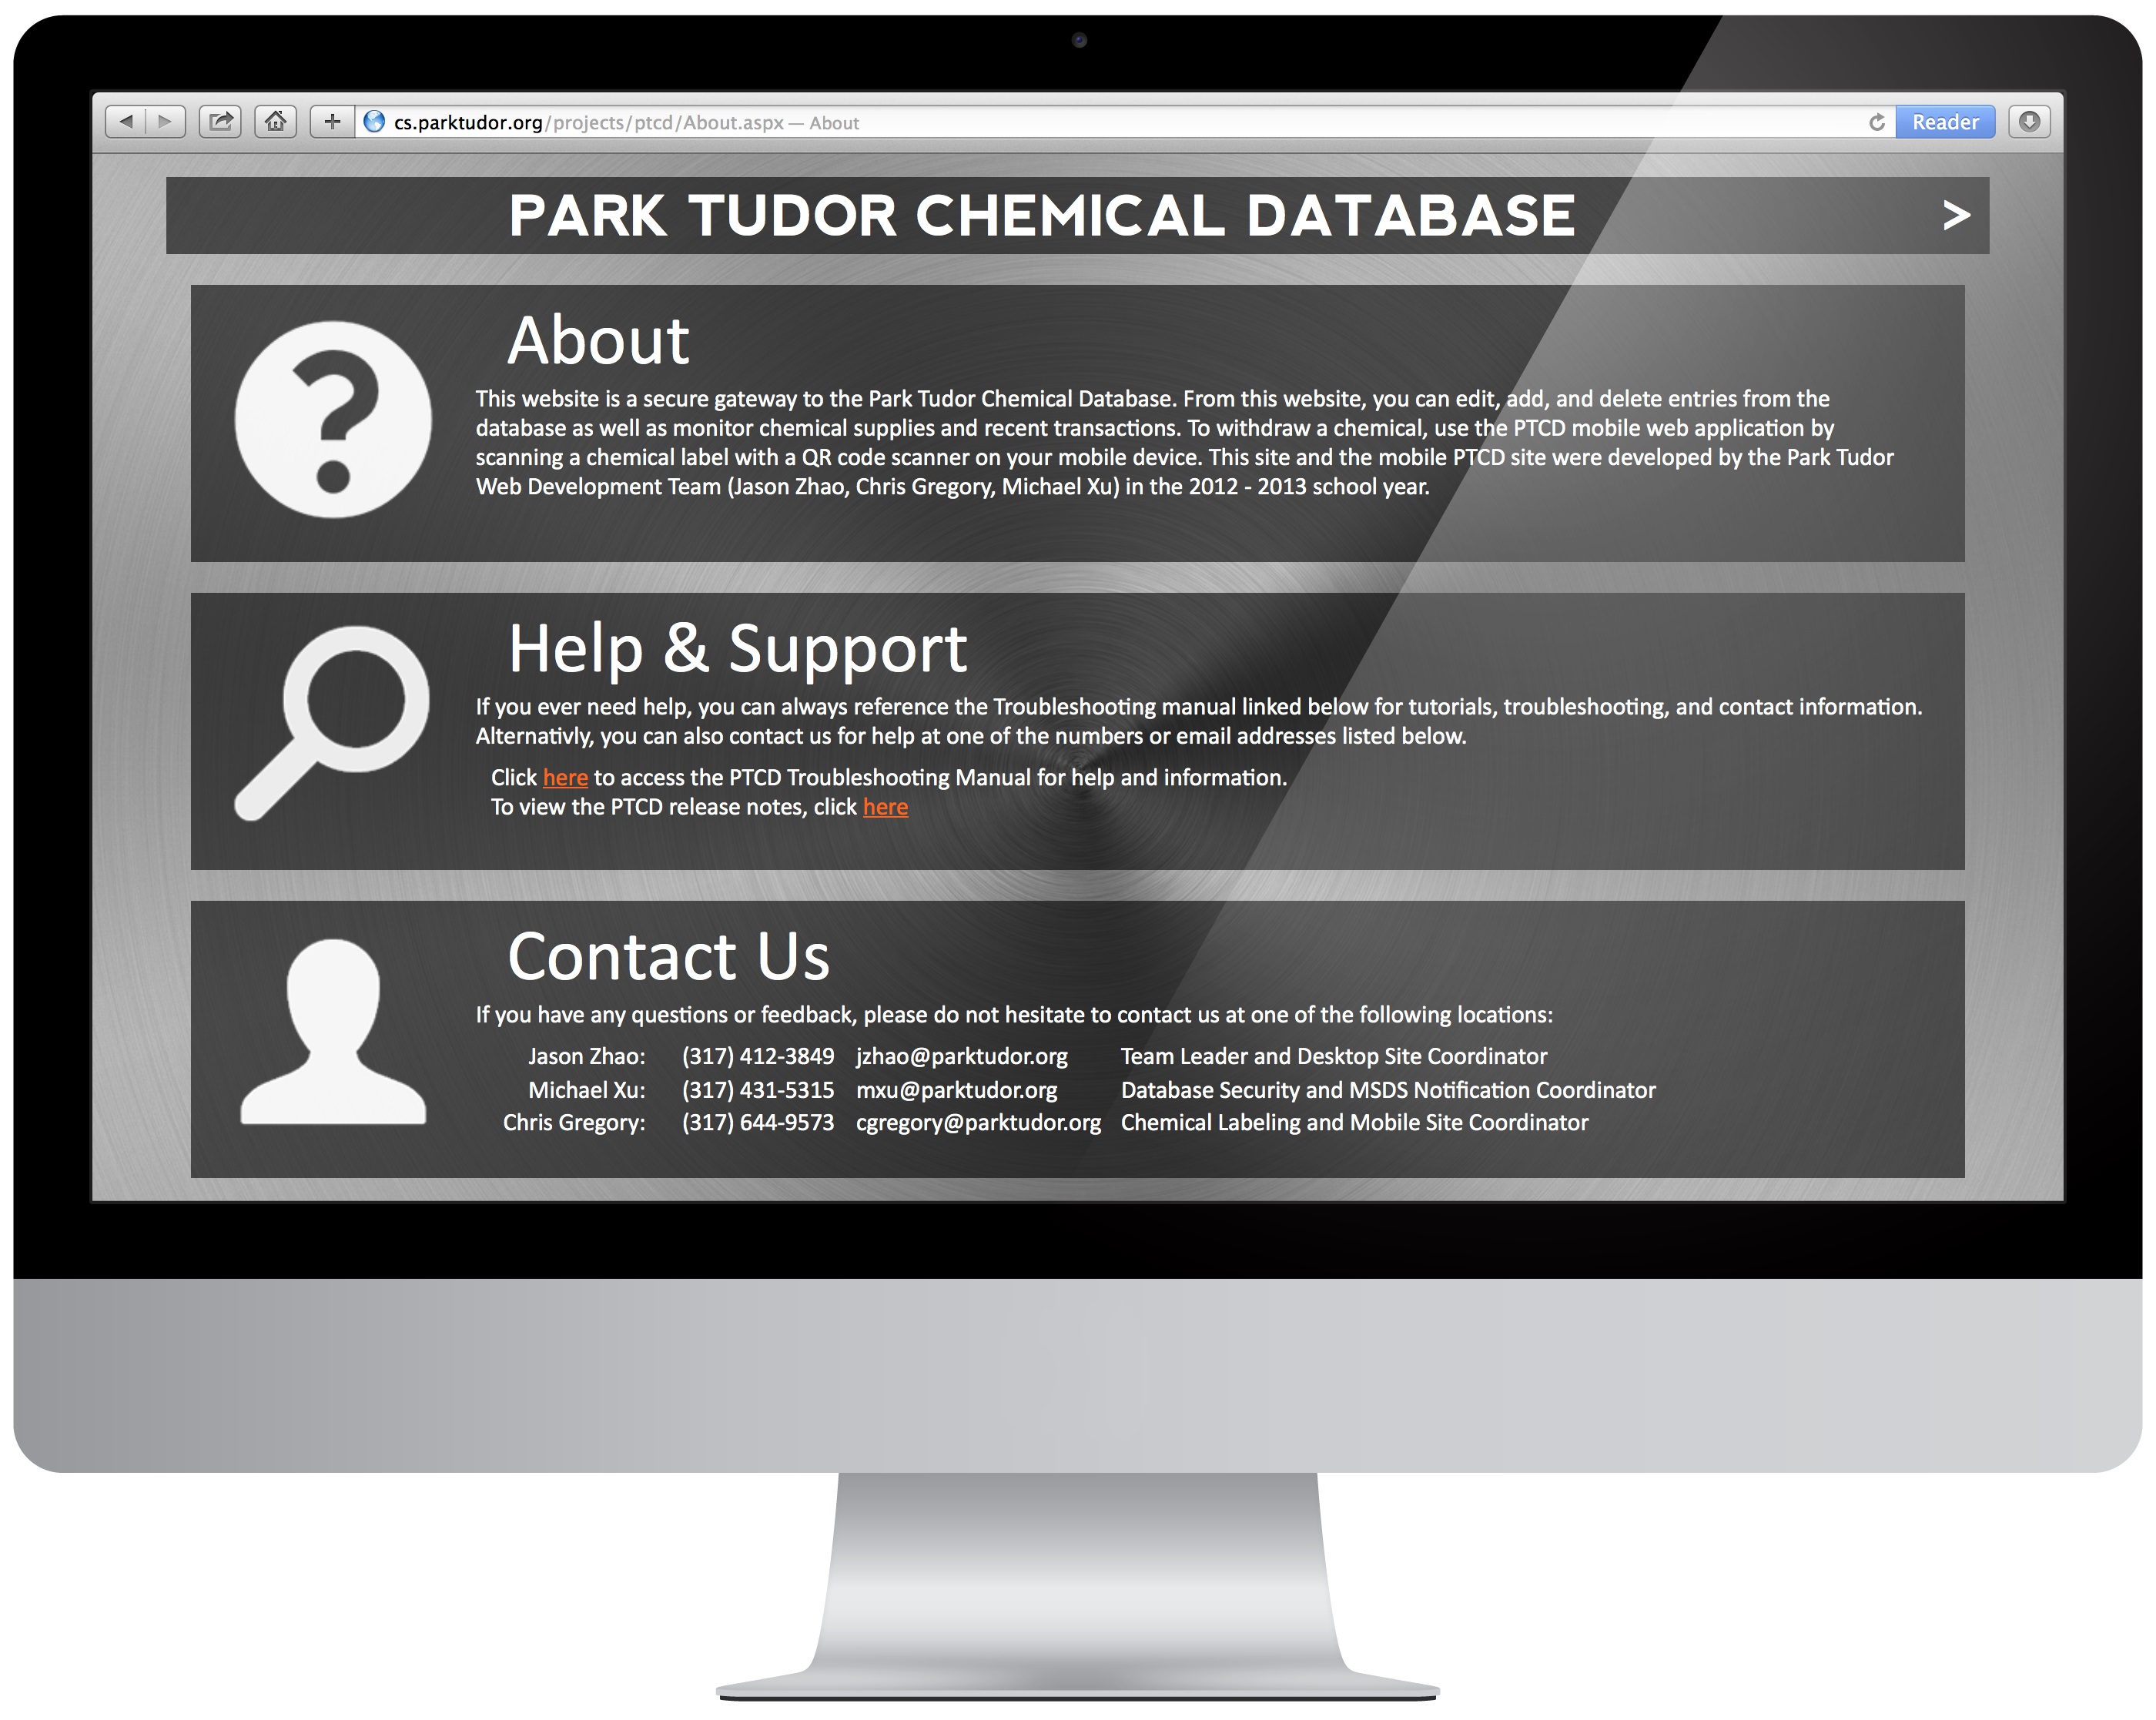 cs.parktudor.org/projects/ptcd/About.aspx — About
Reader
PARK TUDOR CHEMICAL DATABASE >
About
This website is a secure gateway to the Park Tudor Chemical Database. From this website, you can edit, add, and delete entries from the
database as well as monitor chemical supplies and recent transactions. To withdraw a chemical, use the PTCD mobile web application by
scanning a chemical label with a QR code scanner on your mobile device. This site and the mobile PTCD site were developed by the Park Tudor
Web Development Team (Jason Zhao, Chris Gregory, Michael Xu) in the 2012 - 2013 school year.
Help & Support
If you ever need help, you can always reference the Troubleshooting manual linked below for tutorials, troubleshooting, and contact information.
Alternativly, you can also contact us for help at one of the numbers or email addresses listed below.
Click here to access the PTCD Troubleshooting Manual for help and information.
To view the PTCD release notes, click here
Contact Us
If you have any questions or feedback, please do not hesitate to contact us at one of the following locations:
Jason Zhao: (317) 412-3849 jzhao@parktudor.org Team Leader and Desktop Site Coordinator
Michael Xu: (317) 431-5315 mxu@parktudor.org Database Security and MSDS Notification Coordinator
Chris Gregory: (317) 644-9573 cgregory@parktudor.org Chemical Labeling and Mobile Site Coordinator